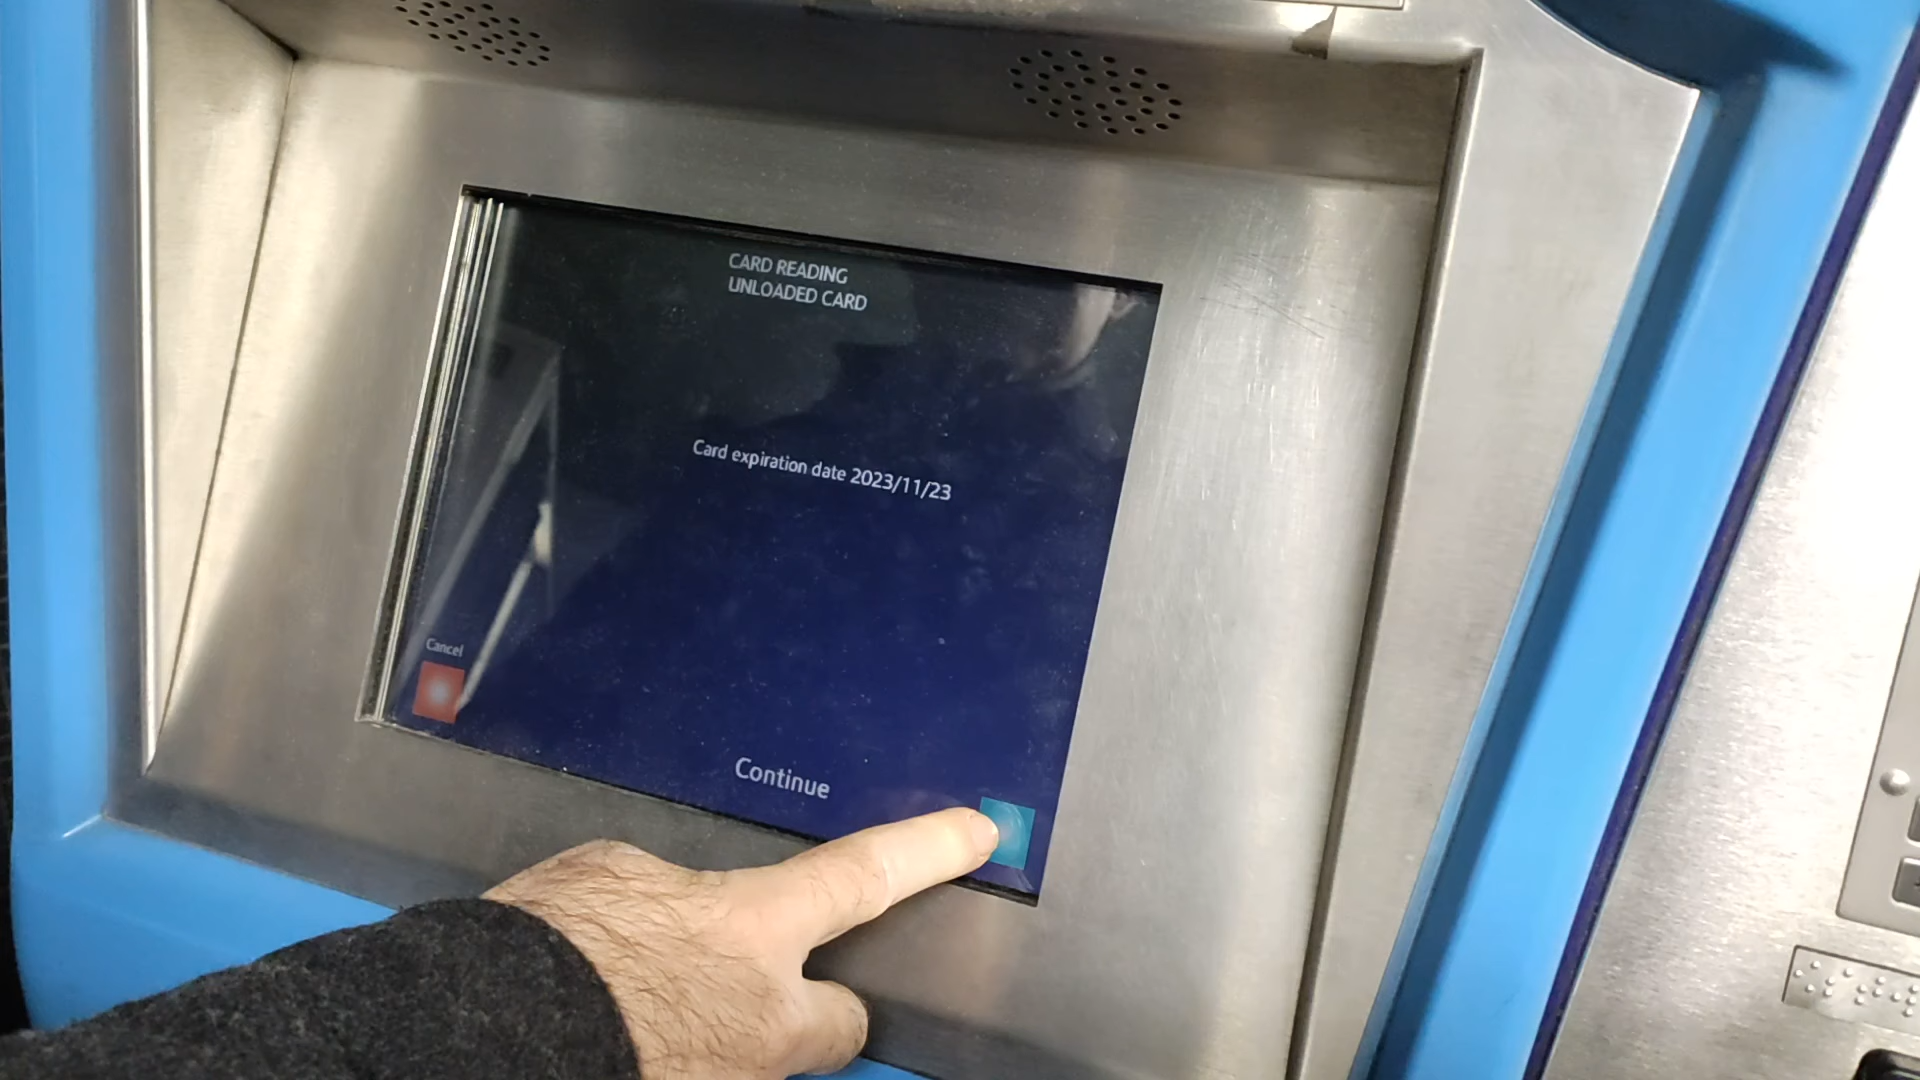 CARD READING
UNLOADED CARD
Card expiration date 2023/11/23
Cancel
Continue